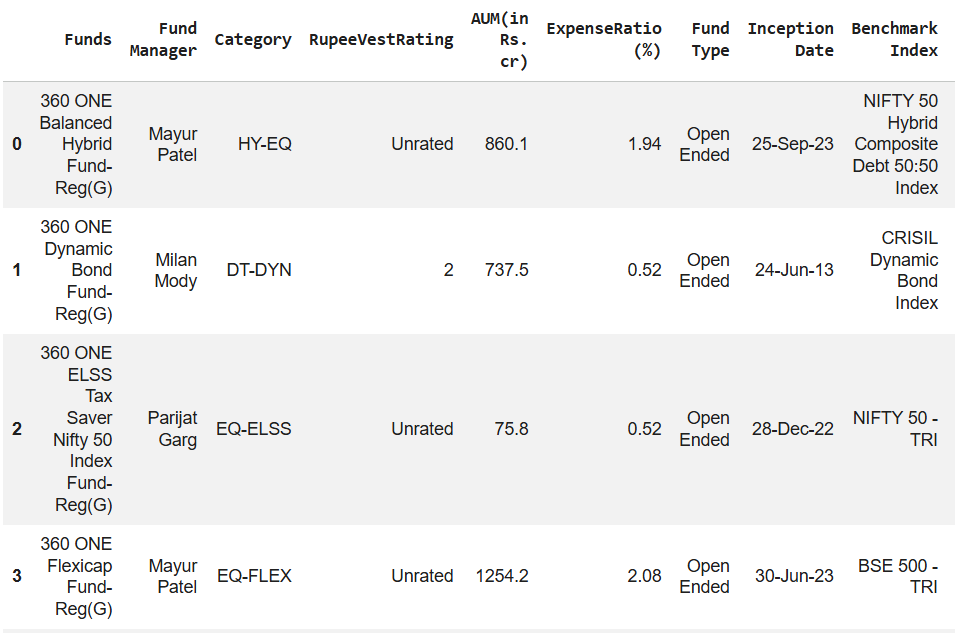 Funds Fund Manager Category RupeeVestRating AUM(in Rs. cr) ExpenseRatio (%) Fund Type Inception Date Benchmark Index
0 360 ONE Balanced Hybrid Fund-Reg(G) Mayur Patel HY-EQ Unrated 860.1 1.94 Open Ended 25-Sep-23 NIFTY 50 Hybrid Composite Debt 50:50 Index
1 360 ONE Dynamic Bond Fund-Reg(G) Milan Mody DT-DYN 2 737.5 0.52 Open Ended 24-Jun-13 CRISIL Dynamic Bond Index
2 360 ONE ELSS Tax Saver Nifty 50 Index Fund-Reg(G) Parijat Garg EQ-ELSS Unrated 75.8 0.52 Open Ended 28-Dec-22 NIFTY 50 - TRI
3 360 ONE Flexicap Fund-Reg(G) Mayur Patel EQ-FLEX Unrated 1254.2 2.08 Open Ended 30-Jun-23 BSE 500 - TRI